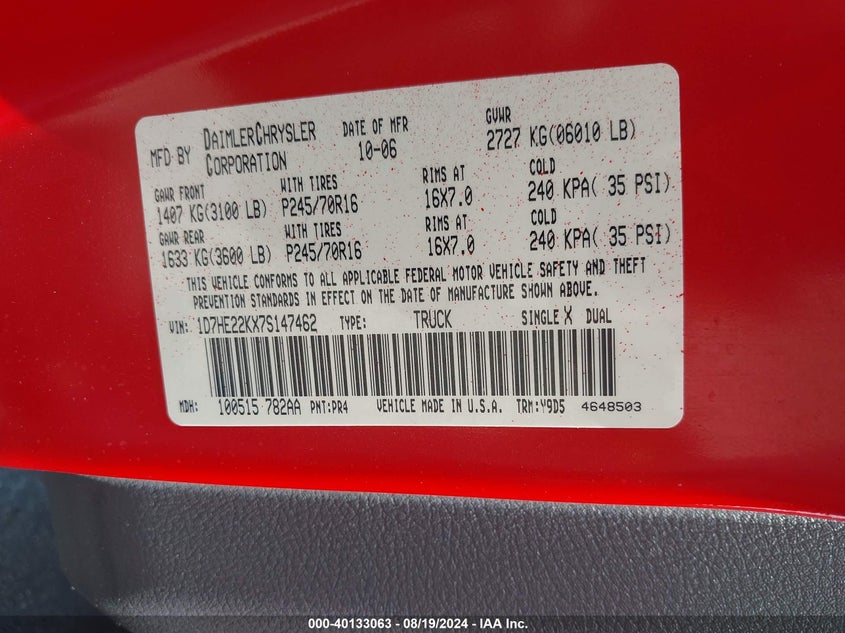 MFD BY DAIMLERCHRYSLER CORPORATION DATE OF MFR 10-06 GVWR 2727 KG(06010 LB)
GAWR FRONT WITH TIRES RIMS AT COLD
1407 KG(3100 LB) P245/70R16 16X7.0 240 KPA( 35 PSI)
GAWR REAR WITH TIRES RIMS AT COLD
1633 KG(3600 LB) P245/70R16 16X7.0 240 KPA( 35 PSI)
THIS VEHICLE CONFORMS TO ALL APPLICABLE FEDERAL MOTOR VEHICLE SAFETY AND THEFT
PREVENTION STANDARDS IN EFFECT ON THE DATE OF MANUFACTURE SHOWN ABOVE.
VIN: 1D7HE22KX7S147462 TYPE: TRUCK SINGLE X DUAL
MDH: 100515 782AA PNT:PR4 VEHICLE MADE IN U.S.A. TRM:Y9D5 4648503
000-40133063 - 08/19/2024 - IAA Inc.